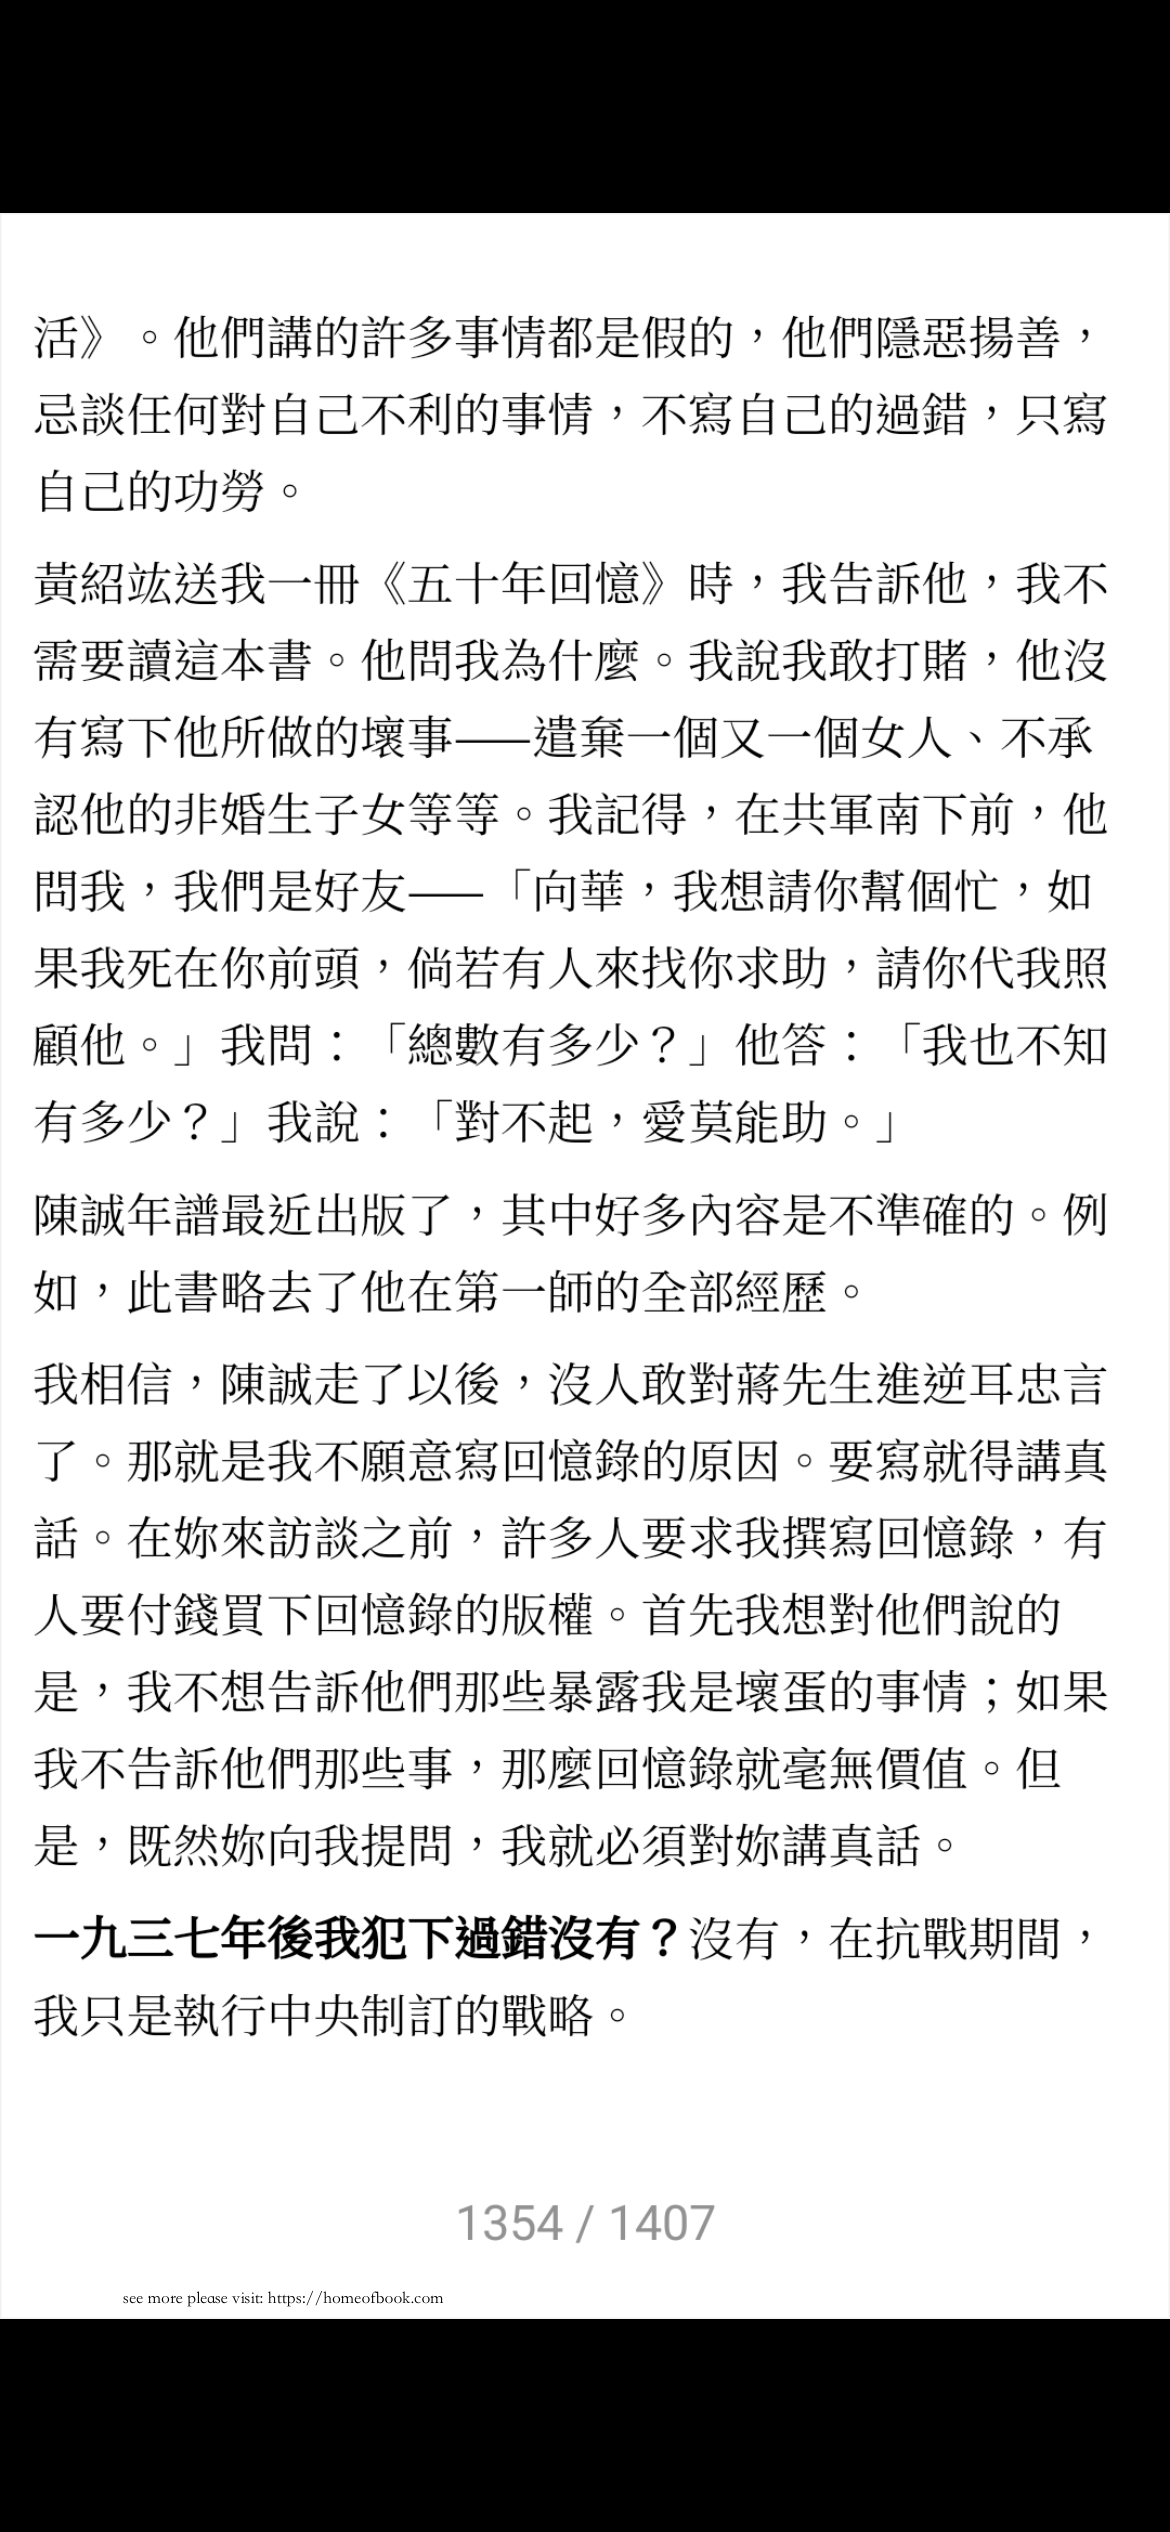 活》。他們講的許多事情都是假的，他們隱惡揚善，
忌談任何對自己不利的事情，不寫自己的過錯，只寫
自己的功勞。
黃紹竑送我一冊《五十年回憶》時，我告訴他，我不
需要讀這本書。他問我為什麼。我說我敢打賭，他沒
有寫下他所做的壞事——遣棄一個又一個女人、不承
認他的非婚生子女等等。我記得，在共軍南下前，他
問我，我們是好友——「向華，我想請你幫個忙，如
果我死在你前頭，倘若有人來找你求助，請你代我照
顧他。」我問：「總數有多少？」他答：「我也不知
有多少？」我說：「對不起，愛莫能助。」
陳誠年譜最近出版了，其中好多內容是不準確的。例
如，此書略去了他在第一師的全部經歷。
我相信，陳誠走了以後，沒人敢對蔣先生進逆耳忠言
了。那就是我不願意寫回憶錄的原因。要寫就得講真
話。在妳來訪談之前，許多人要求我撰寫回憶錄，有
人要付錢買下回憶錄的版權。首先我想對他們說的
是，我不想告訴他們那些暴露我是壞蛋的事情；如果
我不告訴他們那些事，那麼回憶錄就毫無價值。但
是，既然妳向我提問，我就必須對妳講真話。
一九三七年後我犯下過錯沒有？沒有，在抗戰期間，
我只是執行中央制訂的戰略。
1354 / 1407
see more please visit: https://homeofbook.com